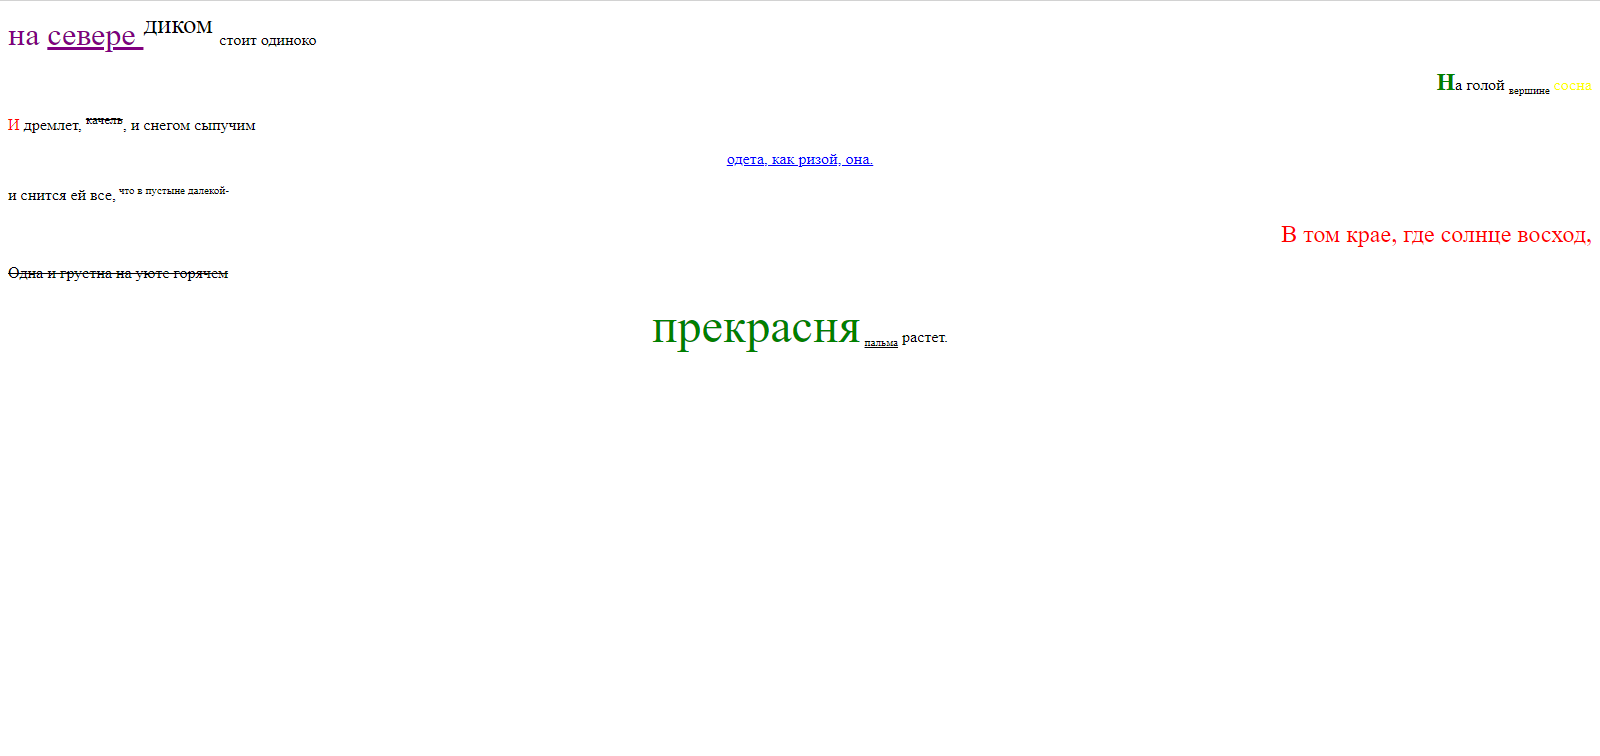 на севере диком стоит одиноко
На голой вершине сосна
И дремлет, качель, и снегом сыпучим
одета, как ризой, она.
и снится ей все, что в пустыне далекой-
В том крае, где солнце восход,
Одна и грустна на уюте горячем
прекрасня пальма растет.